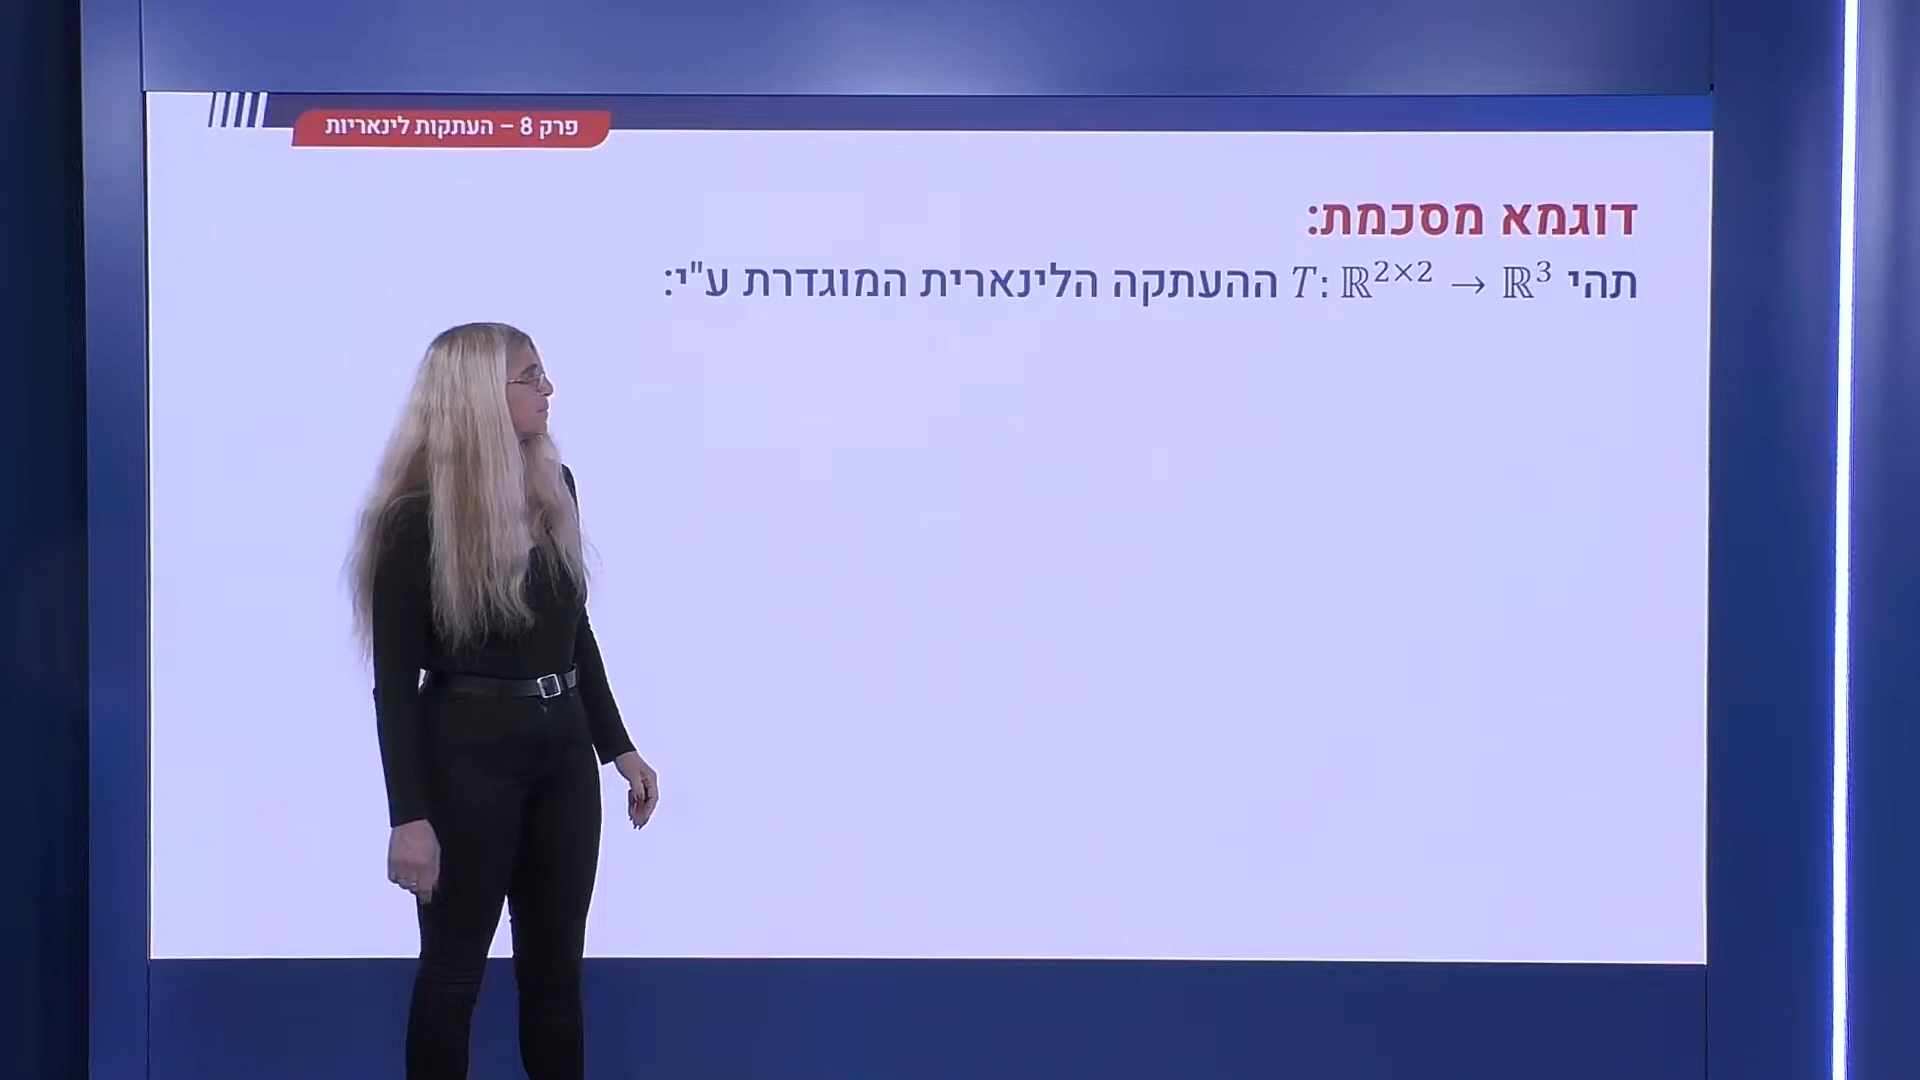 פרק 8 – העתקות לינאריות
דוגמא מסכמת:
תהי T: ℝ^{2×2} → ℝ^3 ההעתקה הלינארית המוגדרת ע"י: